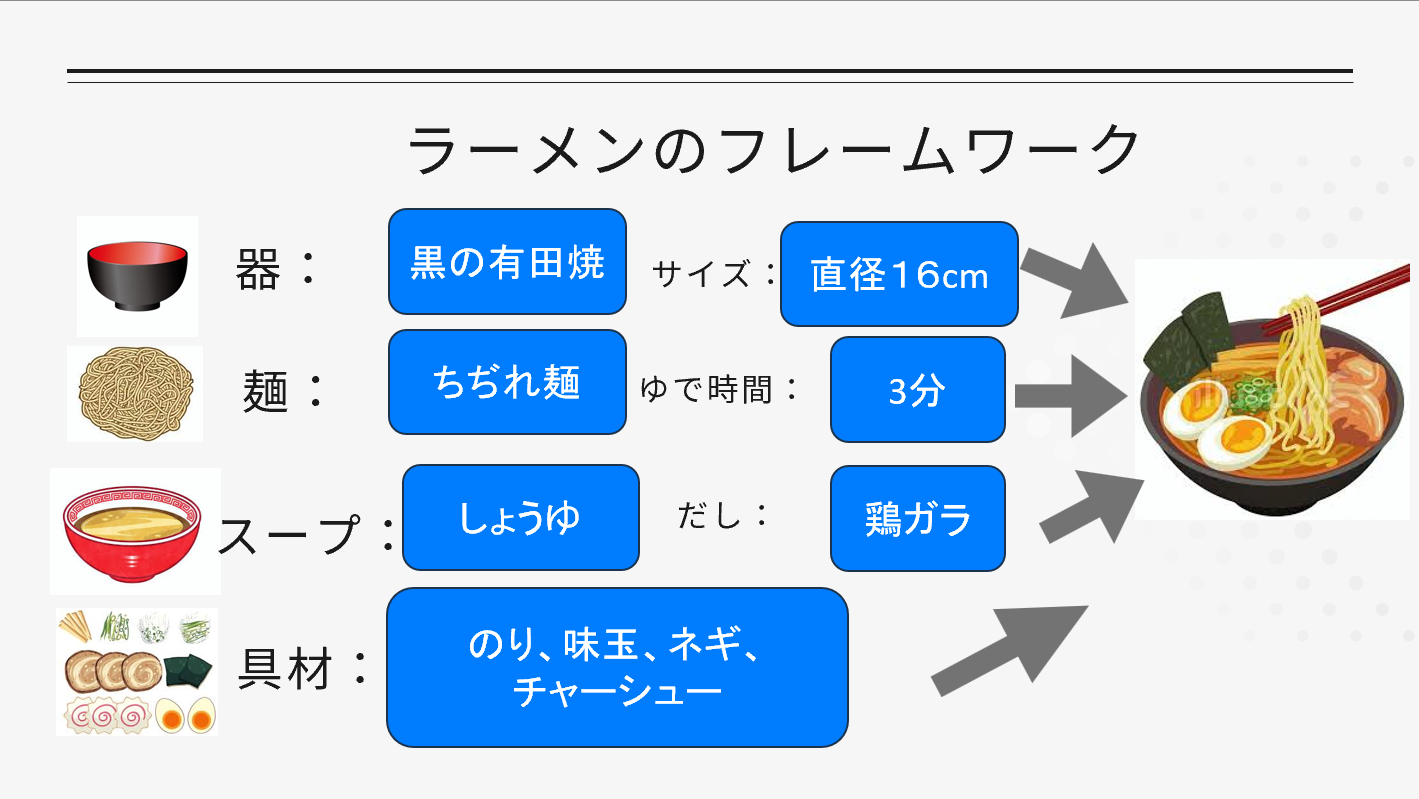 ラーメンのフレームワーク
器： 黒の有田焼 サイズ： 直径16cm
麺： ちぢれ麺 ゆで時間： 3分
スープ： しょうゆ だし： 鶏ガラ
具材： のり、味玉、ネギ、
チャーシュー